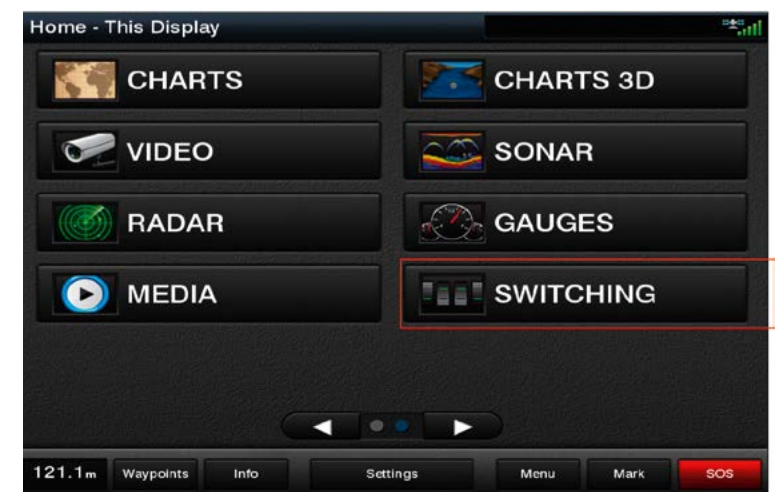 Home - This Display
CHARTS
CHARTS 3D
VIDEO
SONAR
RADAR
GAUGES
MEDIA
SWITCHING
121.1m Waypoints Info Settings Menu Mark SOS